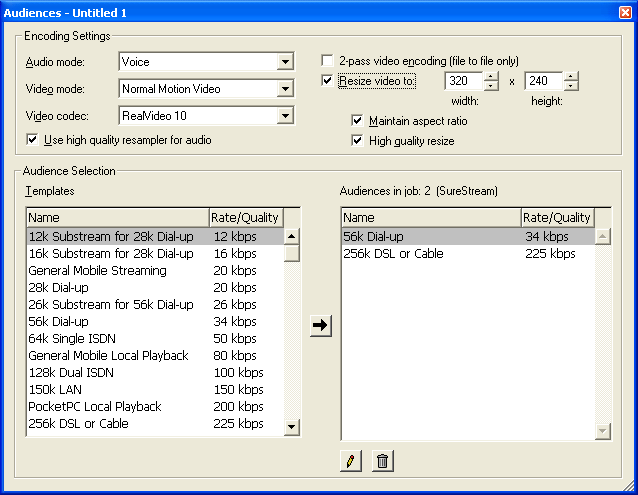 Audiences - Untitled 1
Encoding Settings
Audio mode: Voice
Video mode: Normal Motion Video
Video codec: RealVideo 10
Use high quality resampler for audio
2-pass video encoding (file to file only)
Resize video to: 320 x 240
width: height:
Maintain aspect ratio
High quality resize
Audience Selection
Templates
Name Rate/Quality
12k Substream for 28k Dial-up 12 kbps
16k Substream for 28k Dial-up 16 kbps
General Mobile Streaming 20 kbps
28k Dial-up 20 kbps
26k Substream for 56k Dial-up 26 kbps
56k Dial-up 34 kbps
64k Single ISDN 50 kbps
General Mobile Local Playback 80 kbps
128k Dual ISDN 100 kbps
150k LAN 150 kbps
PocketPC Local Playback 200 kbps
256k DSL or Cable 225 kbps
Audiences in job: 2 (SureStream)
Name Rate/Quality
56k Dial-up 34 kbps
256k DSL or Cable 225 kbps